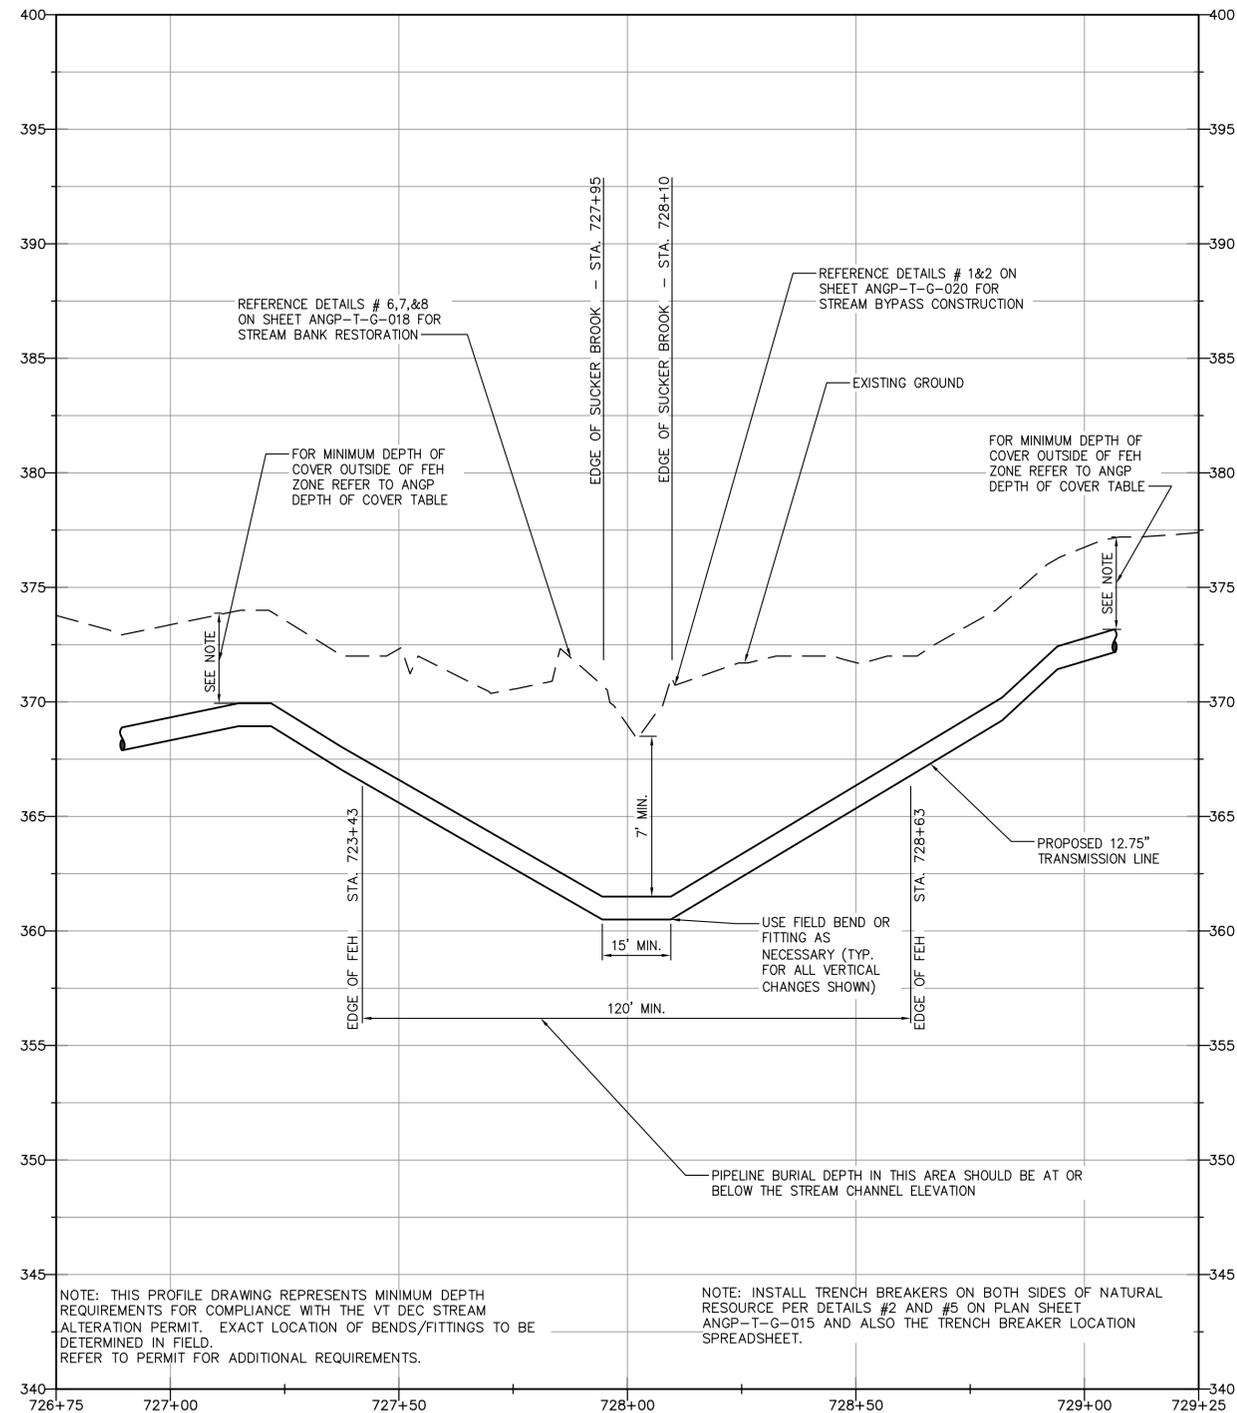 400
400
395
395
390
390
385
385
380
380
375
375
370
370
365
365
360
360
355
355
350
350
345
345
340
340
726+75
727+00
727+50
728+00
728+50
729+00
729+25
EDGE OF SUCKER BROOK - STA. 727+95
EDGE OF SUCKER BROOK - STA. 728+10
REFERENCE DETAILS # 1&2 ON
SHEET ANGP-T-G-020 FOR
STREAM BYPASS CONSTRUCTION
REFERENCE DETAILS # 6,7,&8
ON SHEET ANGP-T-G-018 FOR
STREAM BANK RESTORATION
EXISTING GROUND
FOR MINIMUM DEPTH OF
COVER OUTSIDE OF FEH
ZONE REFER TO ANGP
DEPTH OF COVER TABLE
FOR MINIMUM DEPTH OF
COVER OUTSIDE OF FEH
ZONE REFER TO ANGP
DEPTH OF COVER TABLE
SEE NOTE
SEE NOTE
7' MIN.
EDGE OF FEH STA. 723+43
EDGE OF FEH STA. 728+63
PROPOSED 12.75"
TRANSMISSION LINE
USE FIELD BEND OR
FITTING AS
NECESSARY (TYP.
FOR ALL VERTICAL
CHANGES SHOWN)
15' MIN.
120' MIN.
PIPELINE BURIAL DEPTH IN THIS AREA SHOULD BE AT OR
BELOW THE STREAM CHANNEL ELEVATION
NOTE: THIS PROFILE DRAWING REPRESENTS MINIMUM DEPTH
REQUIREMENTS FOR COMPLIANCE WITH THE VT DEC STREAM
ALTERATION PERMIT. EXACT LOCATION OF BENDS/FITTINGS TO BE
DETERMINED IN FIELD.
REFER TO PERMIT FOR ADDITIONAL REQUIREMENTS.
NOTE: INSTALL TRENCH BREAKERS ON BOTH SIDES OF NATURAL
RESOURCE PER DETAILS #2 AND #5 ON PLAN SHEET
ANGP-T-G-015 AND ALSO THE TRENCH BREAKER LOCATION
SPREADSHEET.